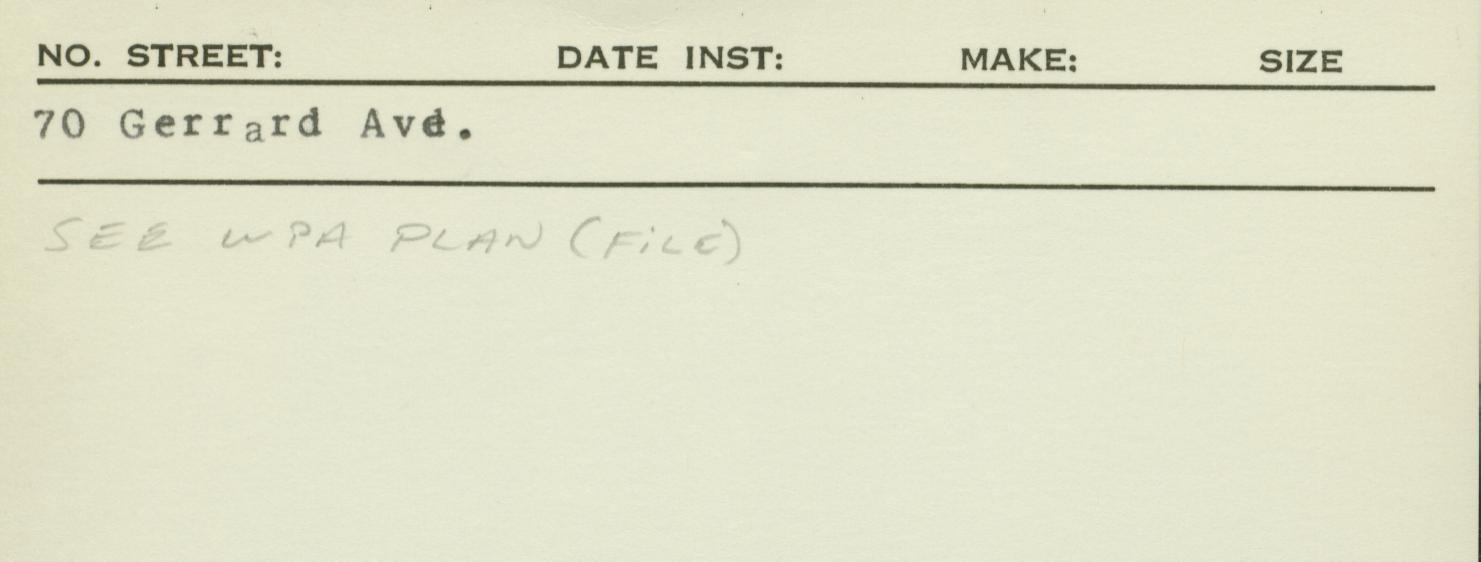 NO. STREET: DATE INST: MAKE: SIZE
70 Gerrard Ave.
SEE WPA PLAN (FILE)